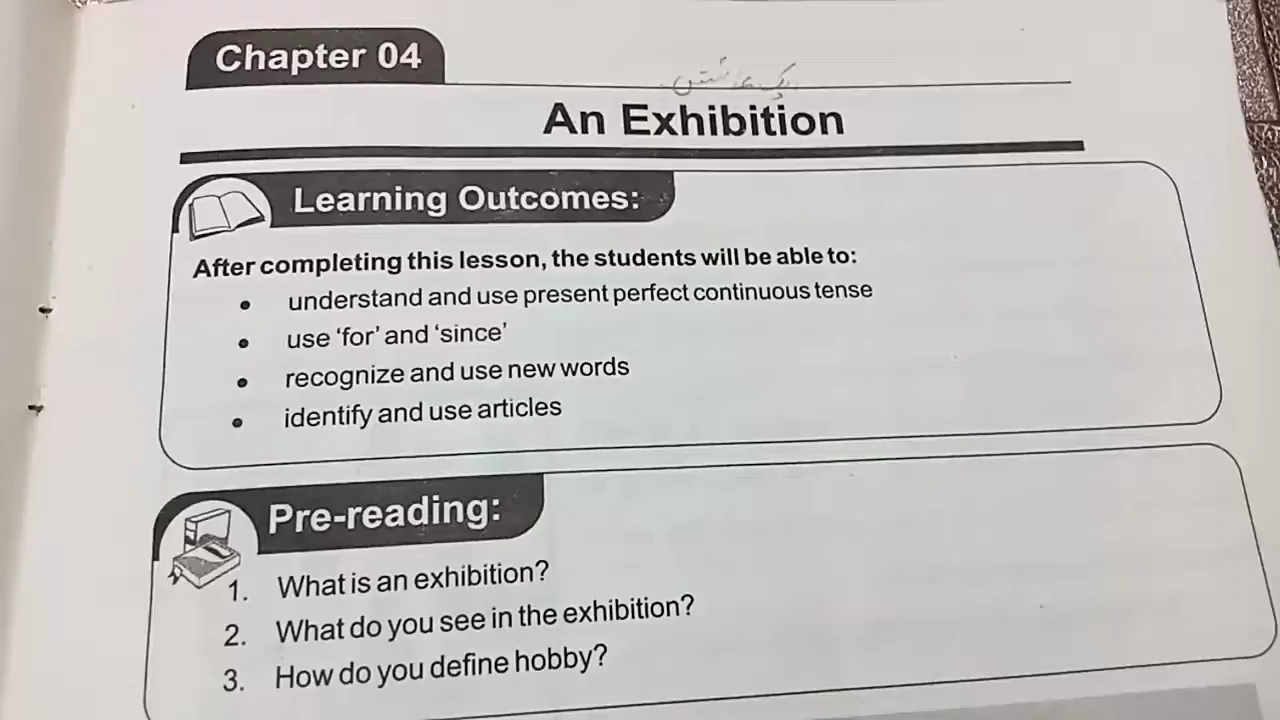 Chapter 04
An Exhibition
Learning Outcomes:
After completing this lesson, the students will be able to:
• understand and use present perfect continuous tense
• use ‘for’ and ‘since’
• recognize and use new words
• identify and use articles
Pre-reading:
1. What is an exhibition?
2. What do you see in the exhibition?
3. How do you define hobby?